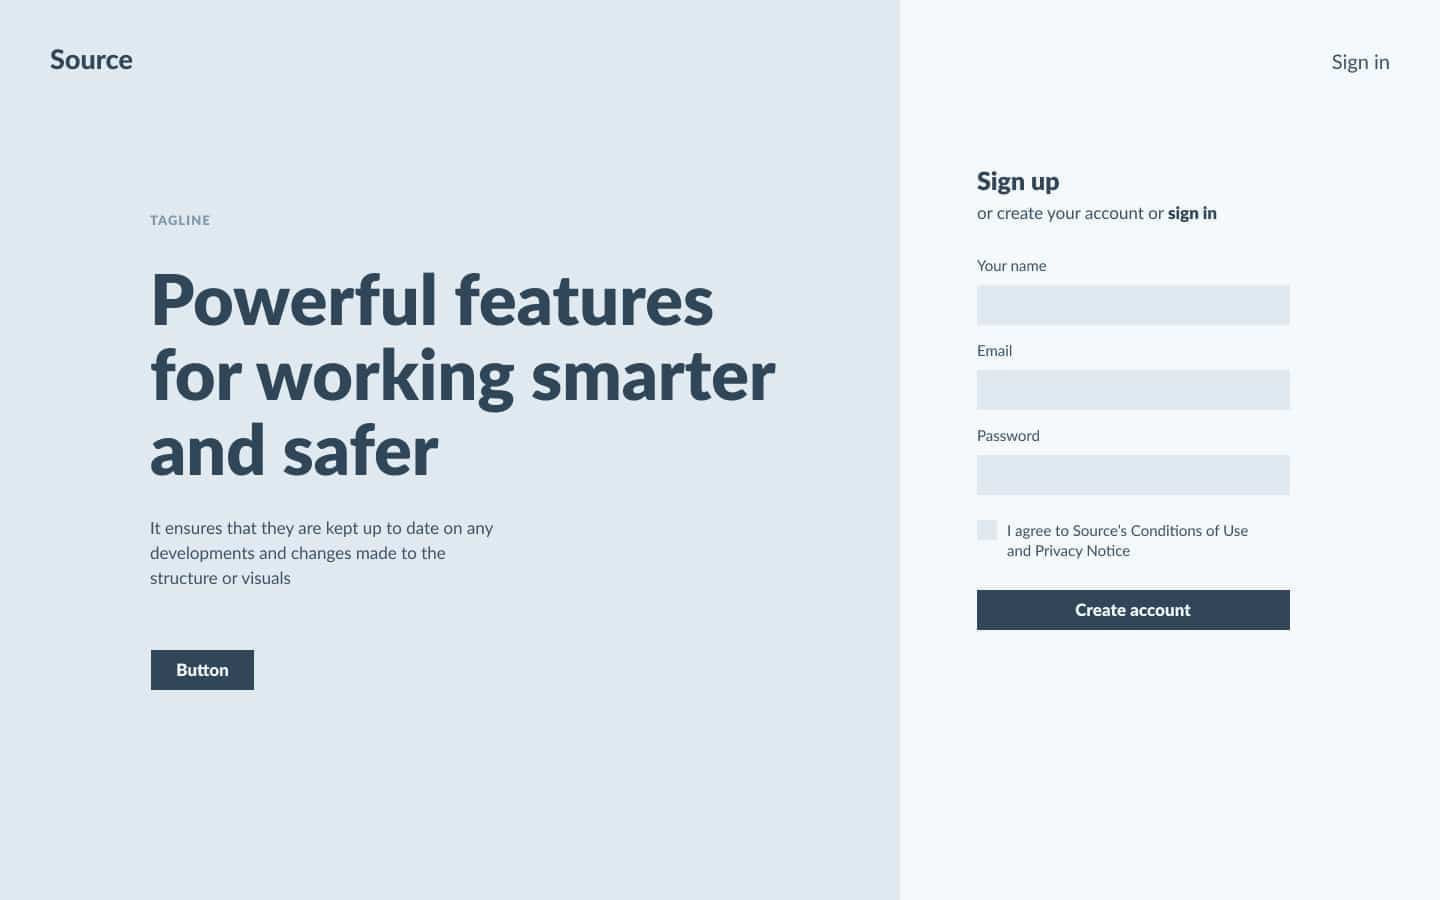 Source
TAGLINE
Powerful features
for working smarter
and safer
It ensures that they are kept up to date on any
developments and changes made to the
structure or visuals
Button
Sign in
Sign up
or create your account or sign in
Your name
Email
Password
I agree to Source's Conditions of Use
and Privacy Notice
Create account